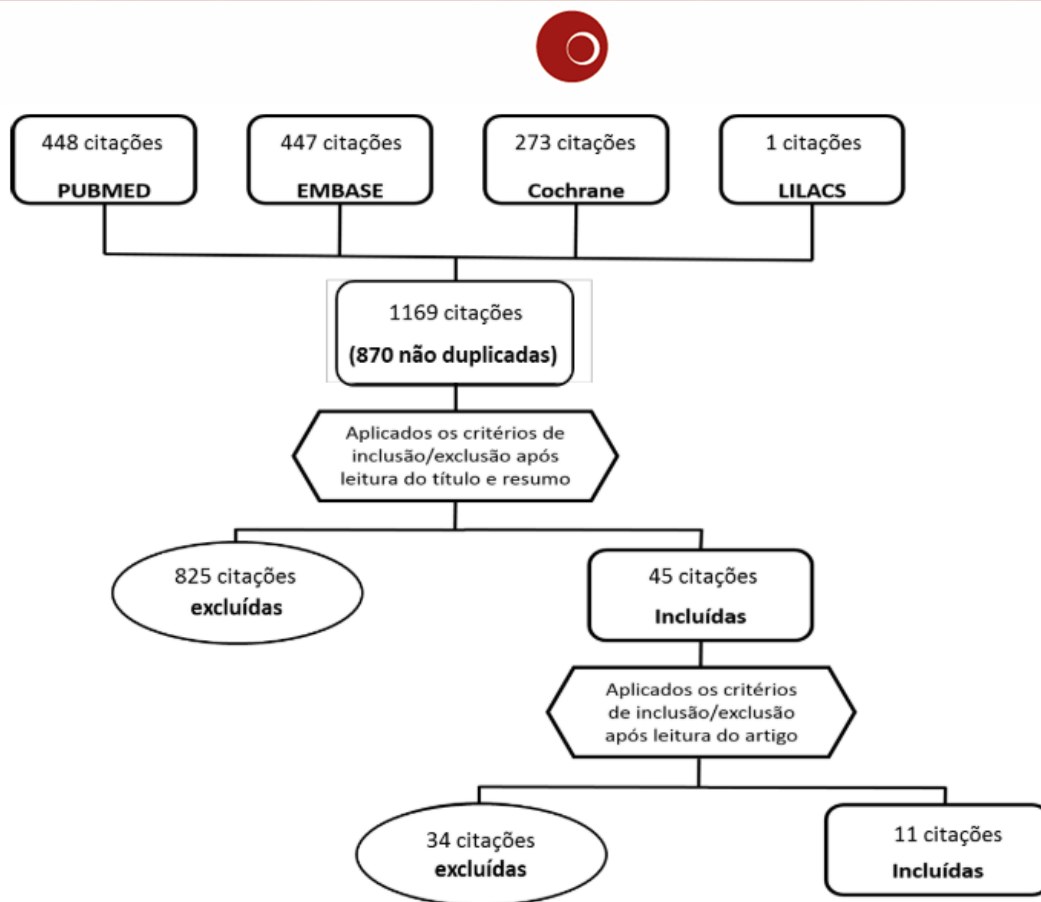 448 citações
PUBMED
447 citações
EMBASE
273 citações
Cochrane
1 citações
LILACS
1169 citações
(870 não duplicadas)
Aplicados os critérios de
inclusão/exclusão após
leitura do título e resumo
825 citações
excluídas
45 citações
Incluídas
Aplicados os critérios
de inclusão/exclusão
após leitura do artigo
34 citações
excluídas
11 citações
Incluídas